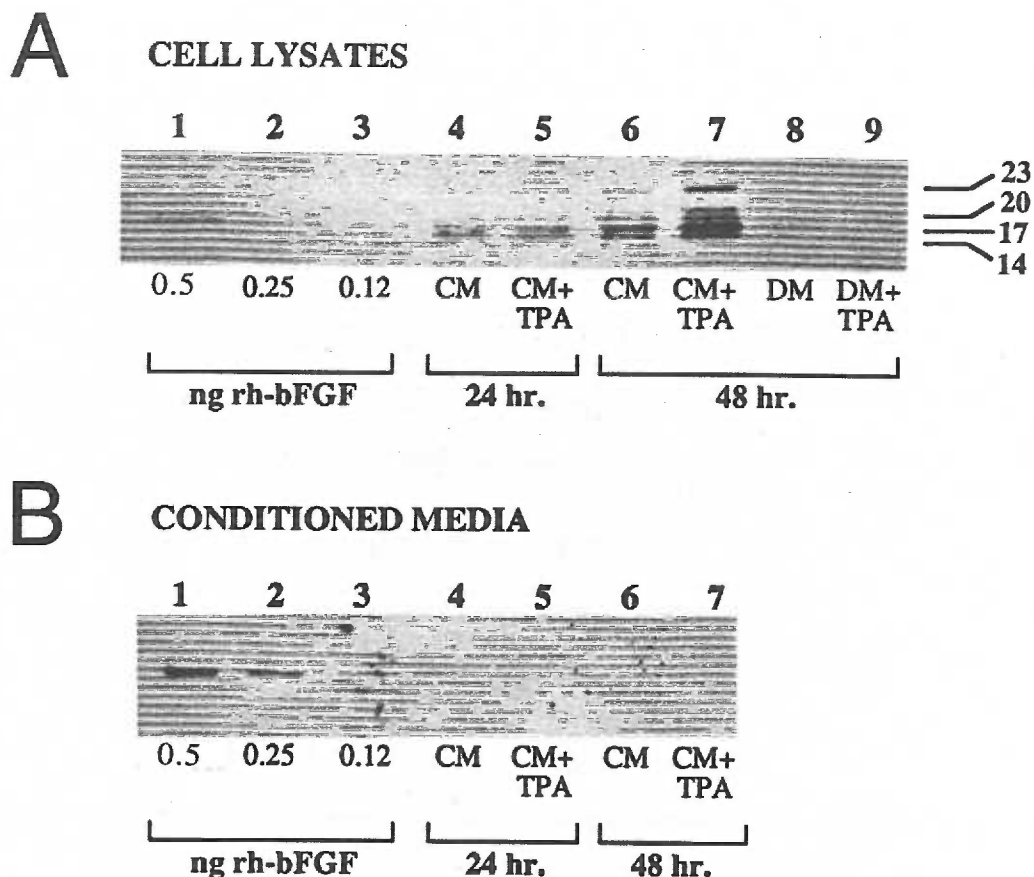 A
CELL LYSATES
1 2 3 4 5 6 7 8 9
23
20
17
14
0.5 0.25 0.12 CM CM+ CM CM+ DM DM+
TPA TPA TPA
ng rh-bFGF 24 hr. 48 hr.
B
CONDITIONED MEDIA
1 2 3 4 5 6 7
0.5 0.25 0.12 CM CM+ CM CM+
TPA TPA
ng rh-bFGF 24 hr. 48 hr.